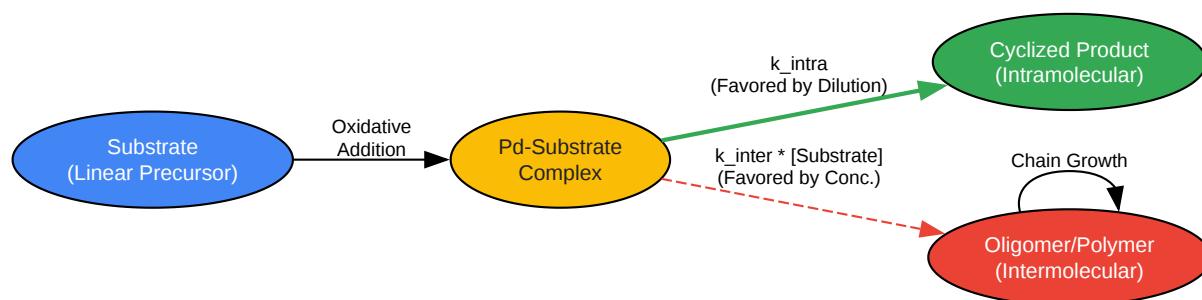 Substrate
(Linear Precursor)
Oxidative
Addition
Pd-Substrate
Complex
k_intra
(Favored by Dilution)
Cyclized Product
(Intramolecular)
k_inter * [Substrate]
(Favored by Conc.)
Chain Growth
Oligomer/Polymer
(Intermolecular)